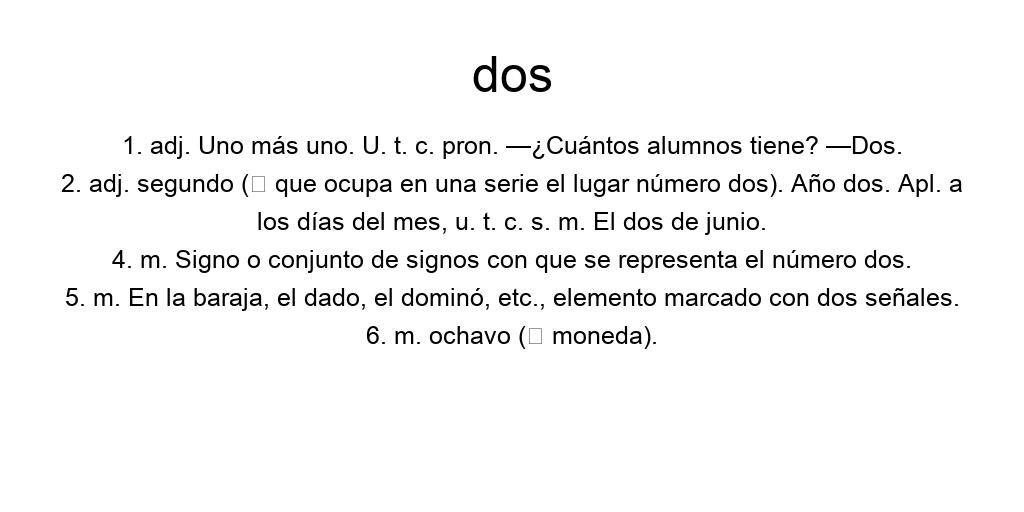 dos
1. adj. Uno más uno. U. t. c. pron. —¿Cuántos alumnos tiene? —Dos.
2. adj. segundo (□ que ocupa en una serie el lugar número dos). Año dos. Apl. a
los días del mes, u. t. c. s. m. El dos de junio.
4. m. Signo o conjunto de signos con que se representa el número dos.
5. m. En la baraja, el dado, el dominó, etc., elemento marcado con dos señales.
6. m. ochavo (□ moneda).